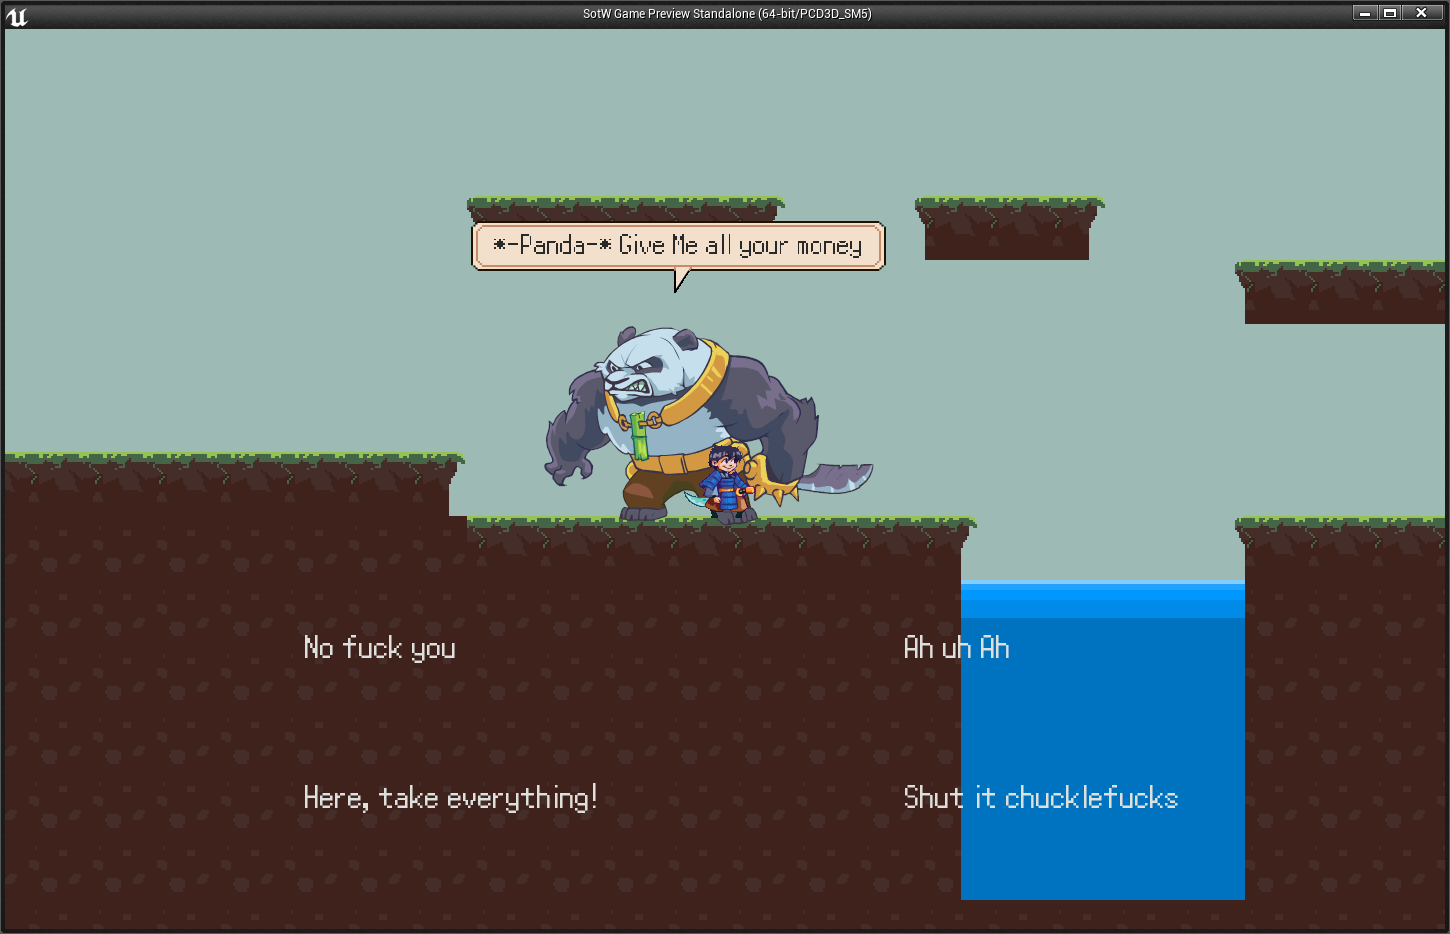 SotW Game Preview Standalone (64-bit/PCD3D_SM5)
*-Panda-* Give Me all your money
No fuck you
Ah uh Ah
Here, take everything!
Shut it chucklefucks